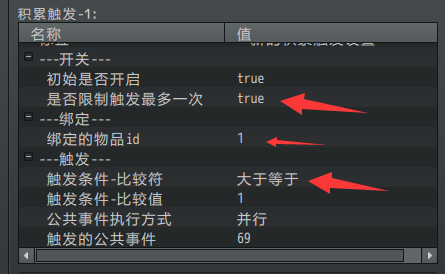 积累触发-1:
名称 值
---开关---
初始是否开启 true
是否限制触发最多一次 true
---绑定---
绑定的物品id 1
---触发---
触发条件-比较符 大于等于
触发条件-比较值 1
公共事件执行方式 并行
触发的公共事件 69